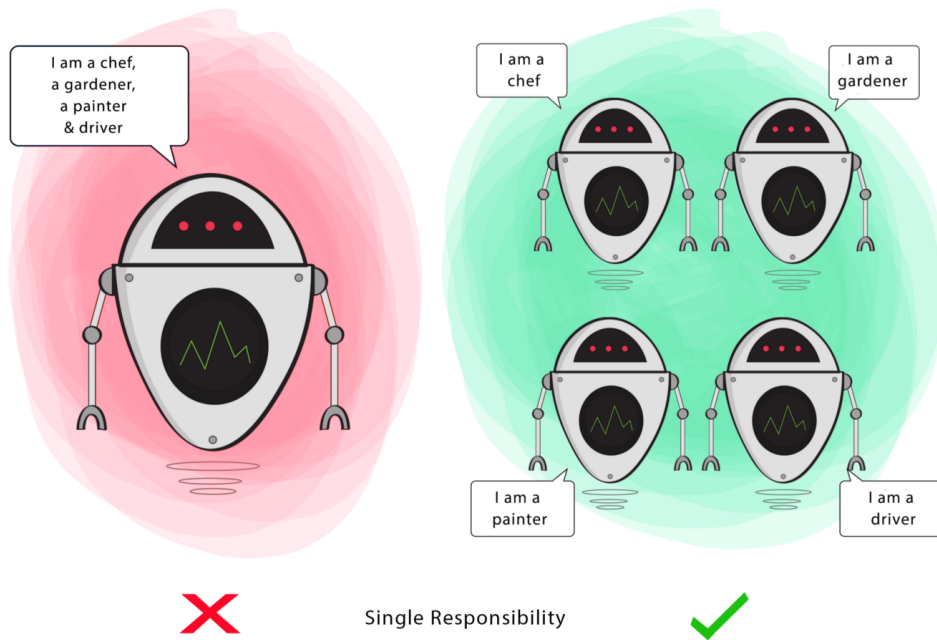 I am a chef,
a gardener,
a painter
& driver
I am a
chef
I am a
gardener
I am a
painter
I am a
driver
Single Responsibility